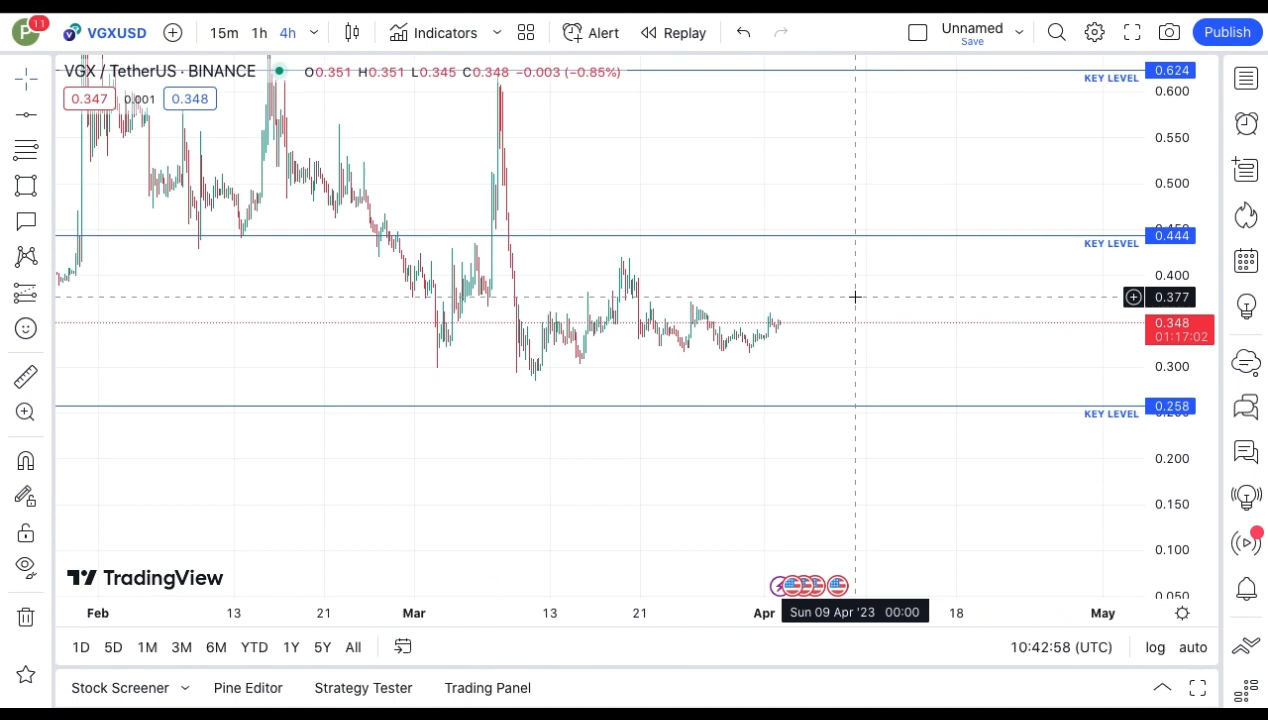 P 11 VGXUSD 15m 1h 4h Indicators Alert Replay Unnamed Save Publish
VGX / TetherUS · BINANCE O0.351 H0.351 L0.345 C0.348 −0.003 (−0.85%)
0.347 0.001 0.348
KEY LEVEL 0.624
0.600
0.550
0.500
0.450
KEY LEVEL 0.444
0.400
0.377
0.348
01:17:02
0.300
KEY LEVEL 0.258
0.250
0.200
0.150
0.100
0.050
TradingView
Feb 13 21 Mar 13 21 Apr Sun 09 Apr '23 00:00 18 May
1D 5D 1M 3M 6M YTD 1Y 5Y All 10:42:58 (UTC) log auto
Stock Screener Pine Editor Strategy Tester Trading Panel